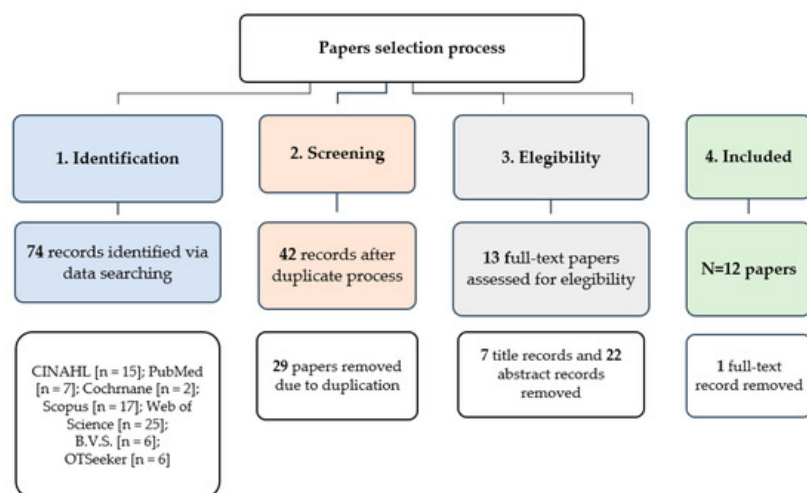 Papers selection process
1. Identification
2. Screening
3. Elegibility
4. Included
74 records identified via
data searching
42 records after
duplicate process
13 full-text papers
assessed for elegibility
N=12 papers
CINAHL [n = 15]; PubMed
[n = 7]; Cochrnane [n = 2];
Scopus [n = 17]; Web of
Science [n = 25];
B.V.S. [n = 6];
OTSeeker [n = 6]
29 papers removed
due to duplication
7 title records and 22
abstract records
removed
1 full-text
record removed